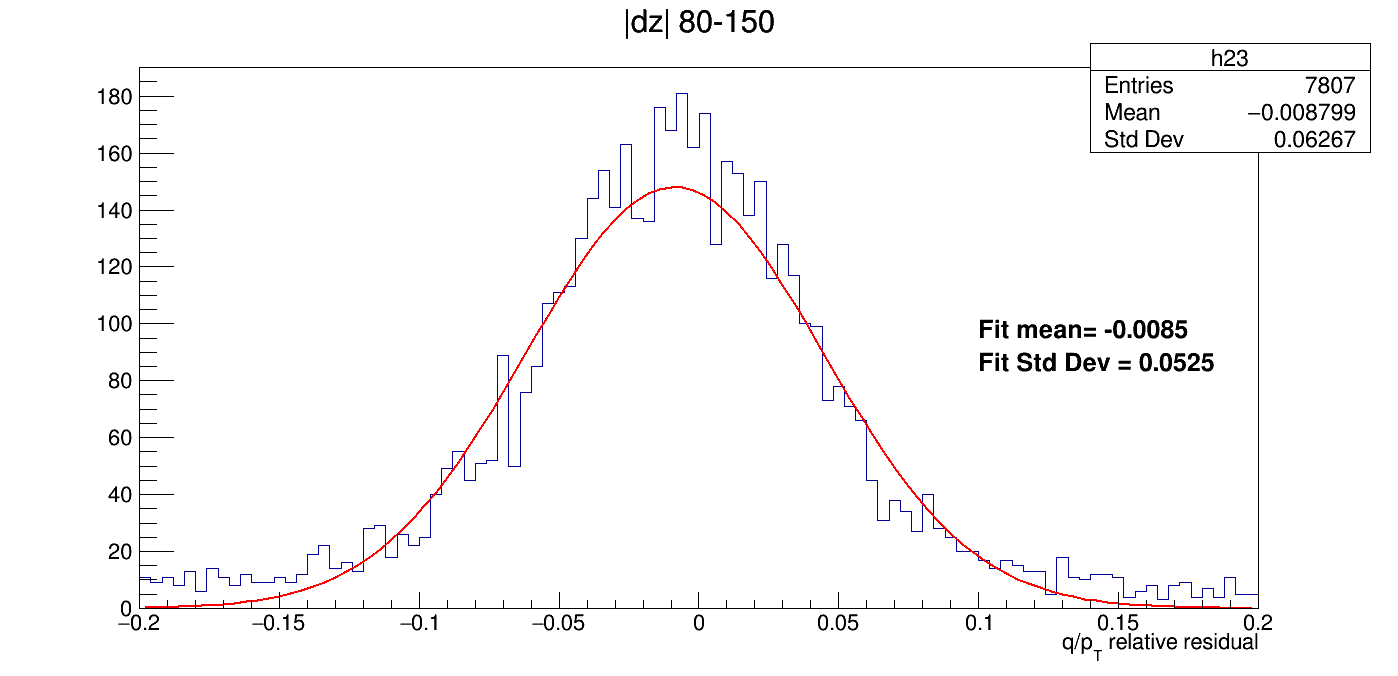 |dz| 80-150
h23
Entries 7807
Mean −0.008799
Std Dev 0.06267
180
160
140
120
100
80
60
40
20
0
Fit mean= -0.0085
Fit Std Dev = 0.0525
−0.2 −0.15 −0.1 −0.05 0 0.05 0.1 0.15 0.2
q/pT relative residual